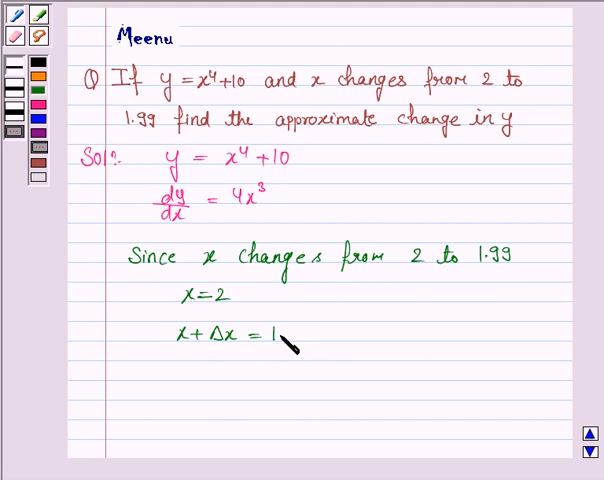 Meenu
Q If y = x⁴+10 and x changes from 2 to
1.99 find the approximate change in y
Sol:- y = x⁴ + 10
dy/dx = 4x³
Since x changes from 2 to 1.99
x=2
x+ Δx = 1